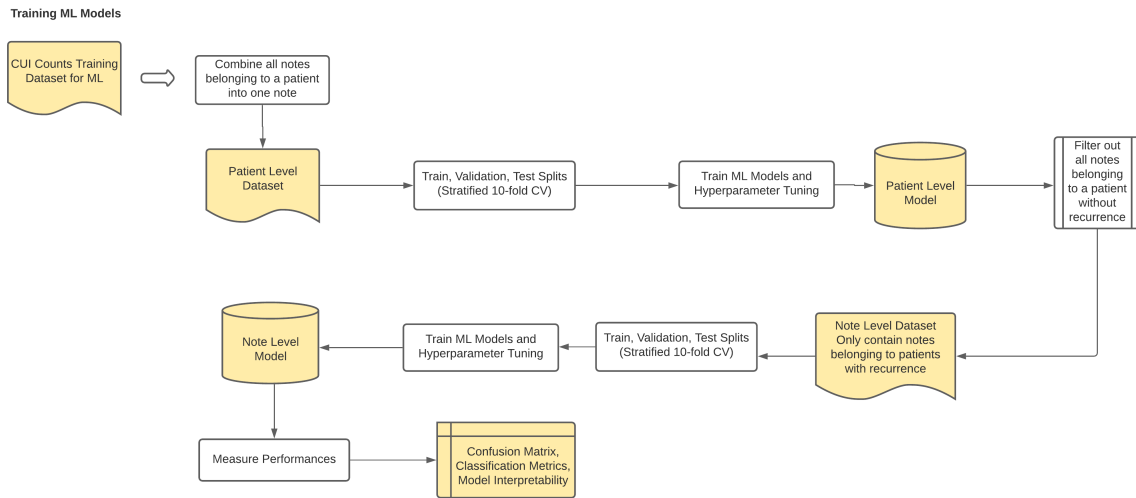 Training ML Models
CUI Counts Training
Dataset for ML
Combine all notes
belonging to a patient
into one note
Patient Level
Dataset
Train, Validation, Test Splits
(Stratified 10-fold CV)
Train ML Models and
Hyperparameter Tuning
Patient Level
Model
Filter out
all notes
belonging
to a patient
without
recurrence
Note Level Dataset
Only contain notes
belonging to patients
with recurrence
Train, Validation, Test Splits
(Stratified 10-fold CV)
Train ML Models and
Hyperparameter Tuning
Note Level
Model
Measure Performances
Confusion Matrix,
Classification Metrics,
Model Interpretability